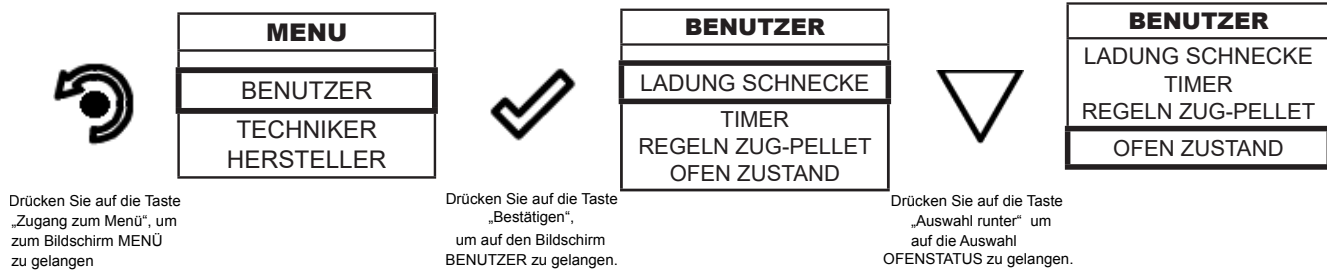 MENU
BENUTZER
TECHNIKER
HERSTELLER
Drücken Sie auf die Taste
„Zugang zum Menü“, um
zum Bildschirm MENÜ
zu gelangen
BENUTZER
LADUNG SCHNECKE
TIMER
REGELN ZUG-PELLET
OFEN ZUSTAND
Drücken Sie auf die Taste
„Bestätigen“,
um auf den Bildschirm
BENUTZER zu gelangen.
BENUTZER
LADUNG SCHNECKE
TIMER
REGELN ZUG-PELLET
OFEN ZUSTAND
Drücken Sie auf die Taste
„Auswahl runter“ um
auf die Auswahl
OFENSTATUS zu gelangen.